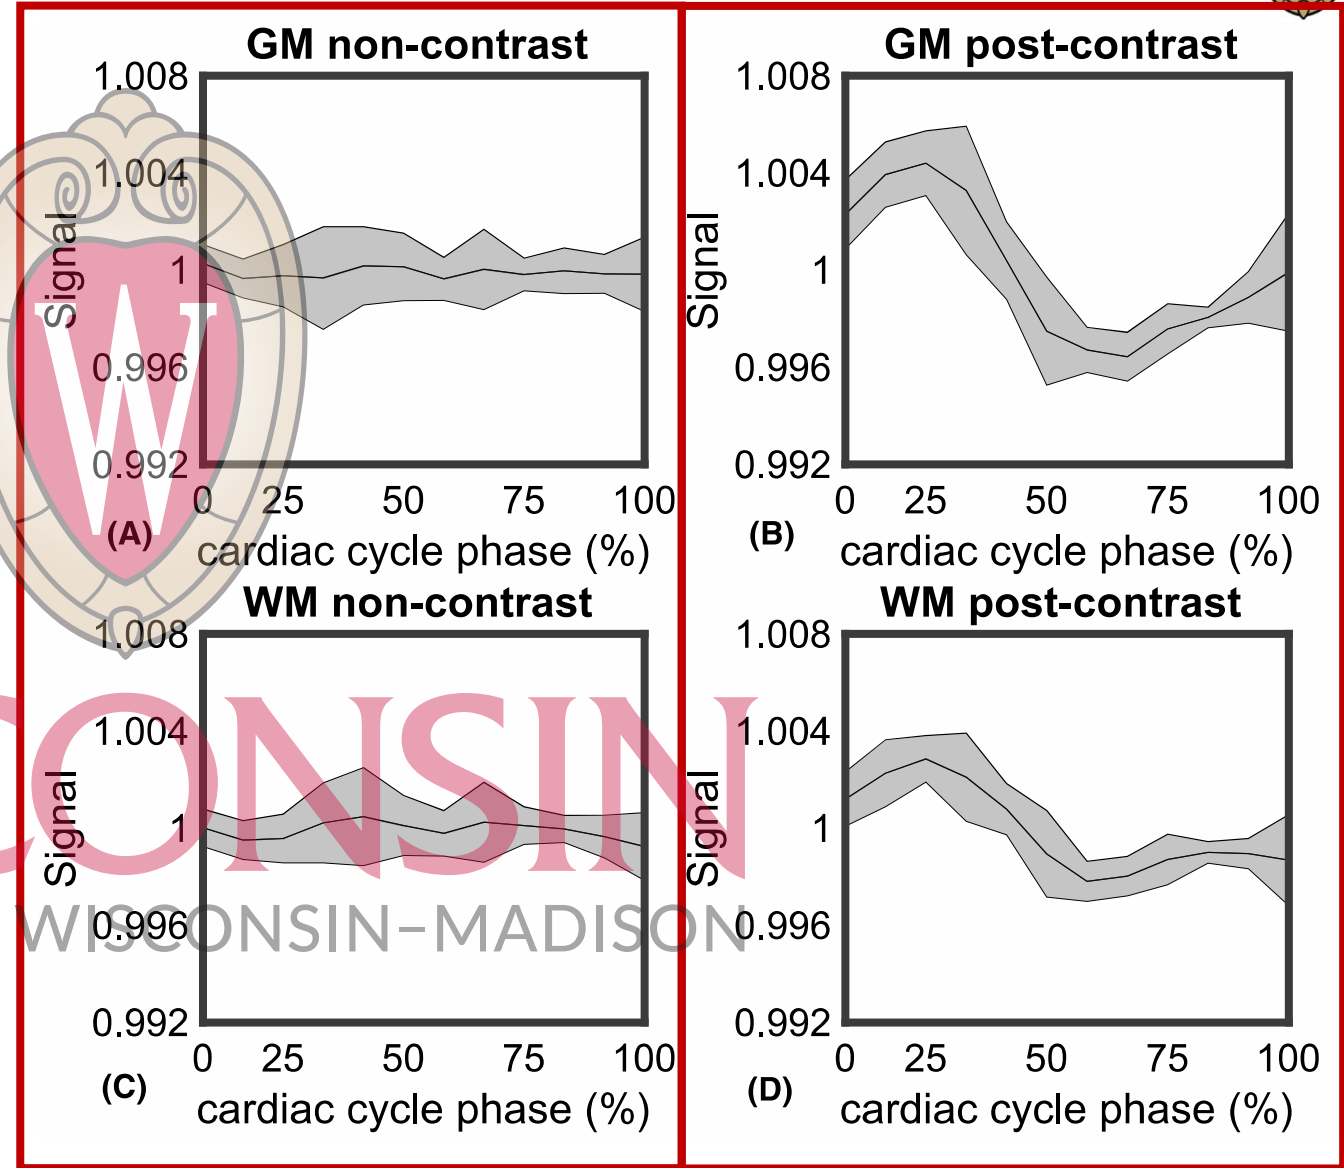 GM non-contrast
1.008
1.004
1
0.996
0.992
Signal
0 25 50 75 100
(A)
cardiac cycle phase (%)
GM post-contrast
1.008
1.004
1
0.996
0.992
Signal
0 25 50 75 100
(B)
cardiac cycle phase (%)
WM non-contrast
1.008
1.004
1
0.996
0.992
Signal
0 25 50 75 100
(C)
cardiac cycle phase (%)
WM post-contrast
1.008
1.004
1
0.996
0.992
Signal
0 25 50 75 100
(D)
cardiac cycle phase (%)
W
CONSIN
WISCONSIN–MADISON